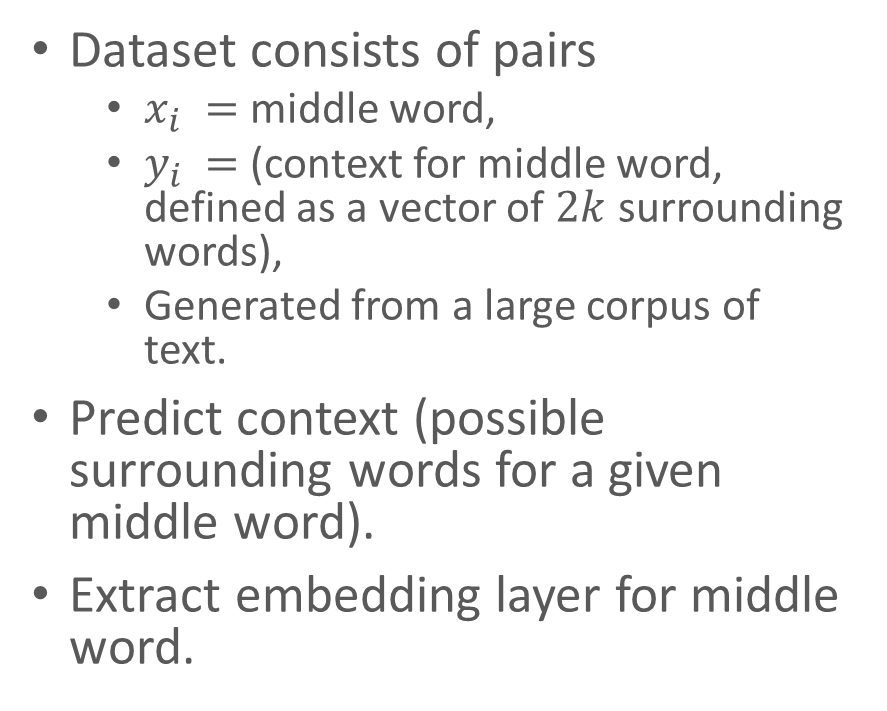 • Dataset consists of pairs
• xᵢ = middle word,
• yᵢ = (context for middle word,
defined as a vector of 2k surrounding
words),
• Generated from a large corpus of
text.
• Predict context (possible
surrounding words for a given
middle word).
• Extract embedding layer for middle
word.